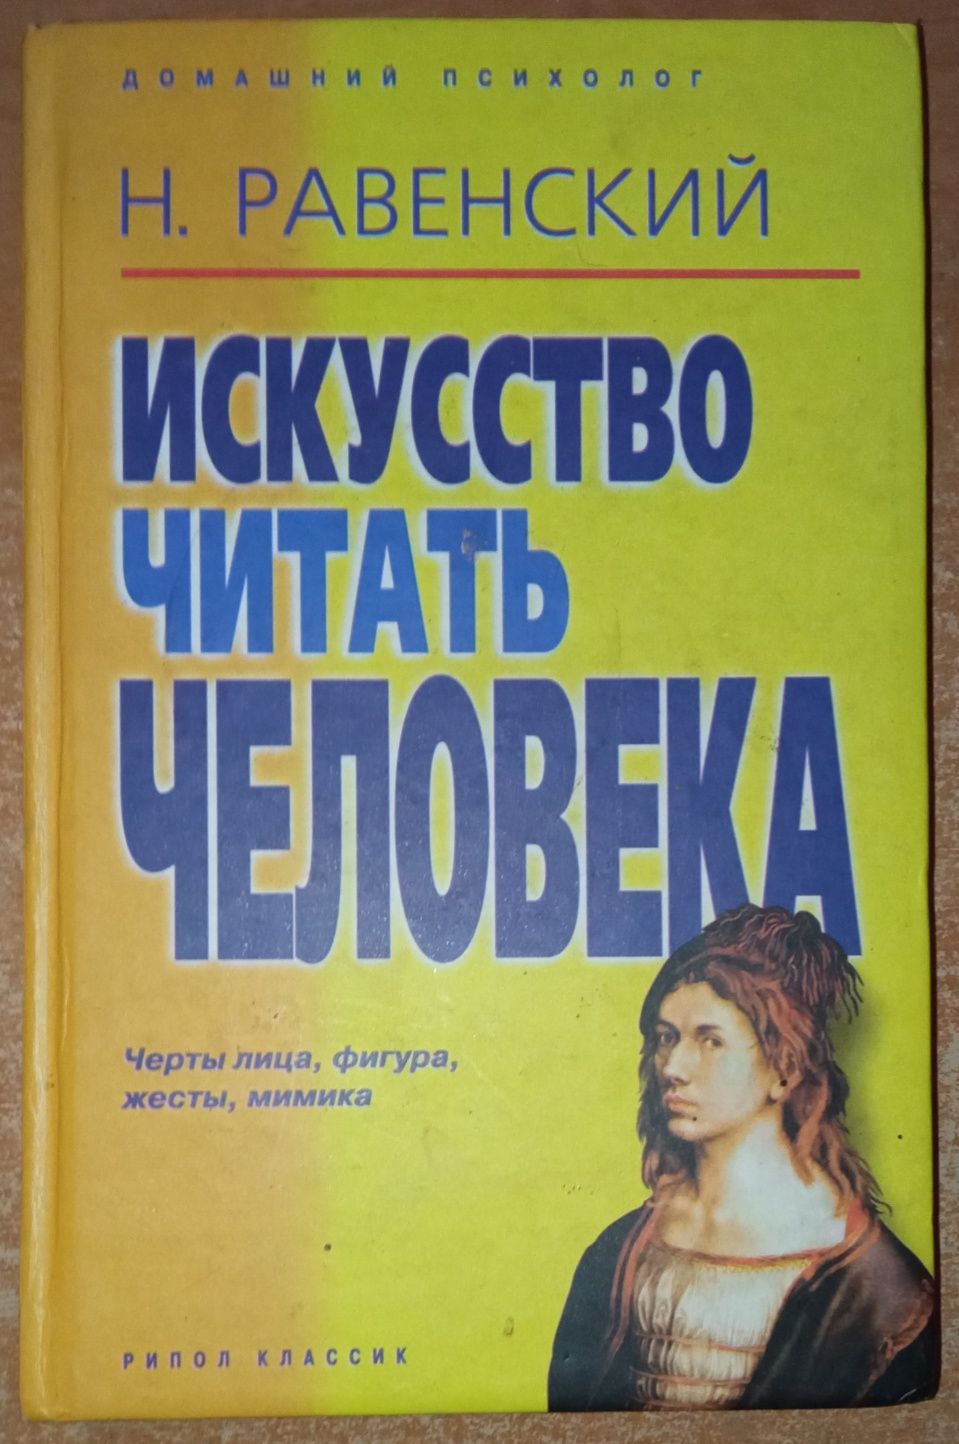 ДОМАШНИЙ ПСИХОЛОГ
Н. РАВЕНСКИЙ
ИСКУССТВО
ЧИТАТЬ
ЧЕЛОВЕКА
Черты лица, фигура,
жесты, мимика
РИПОЛ КЛАССИК